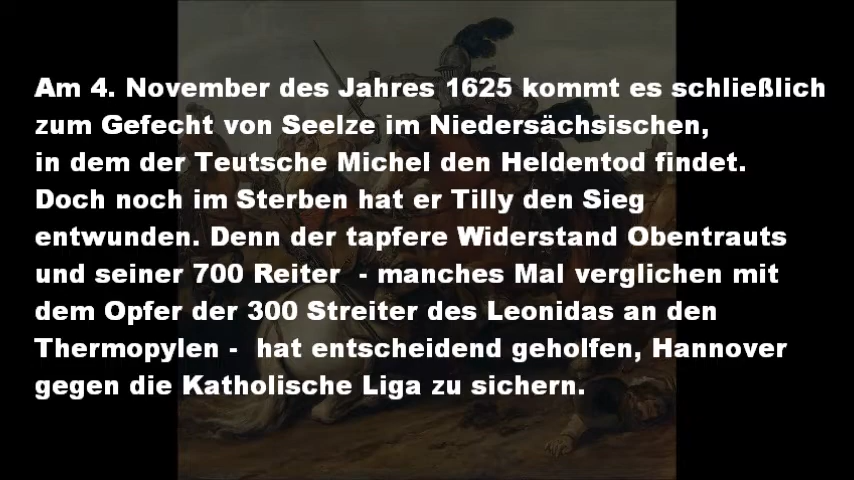 Am 4. November des Jahres 1625 kommt es schließlich
zum Gefecht von Seelze im Niedersächsischen,
in dem der Teutsche Michel den Heldentod findet.
Doch noch im Sterben hat er Tilly den Sieg
entwunden. Denn der tapfere Widerstand Obentrauts
und seiner 700 Reiter  - manches Mal verglichen mit
dem Opfer der 300 Streiter des Leonidas an den
Thermopylen -  hat entscheidend geholfen, Hannover
gegen die Katholische Liga zu sichern.